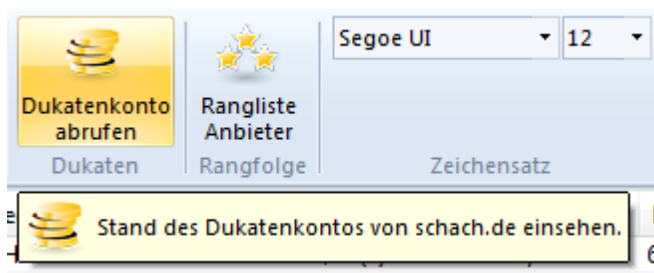 Segoe UI 12
Dukatenkonto
abrufen
Rangliste
Anbieter
Dukaten Rangfolge Zeichensatz
Stand des Dukatenkontos von schach.de einsehen.